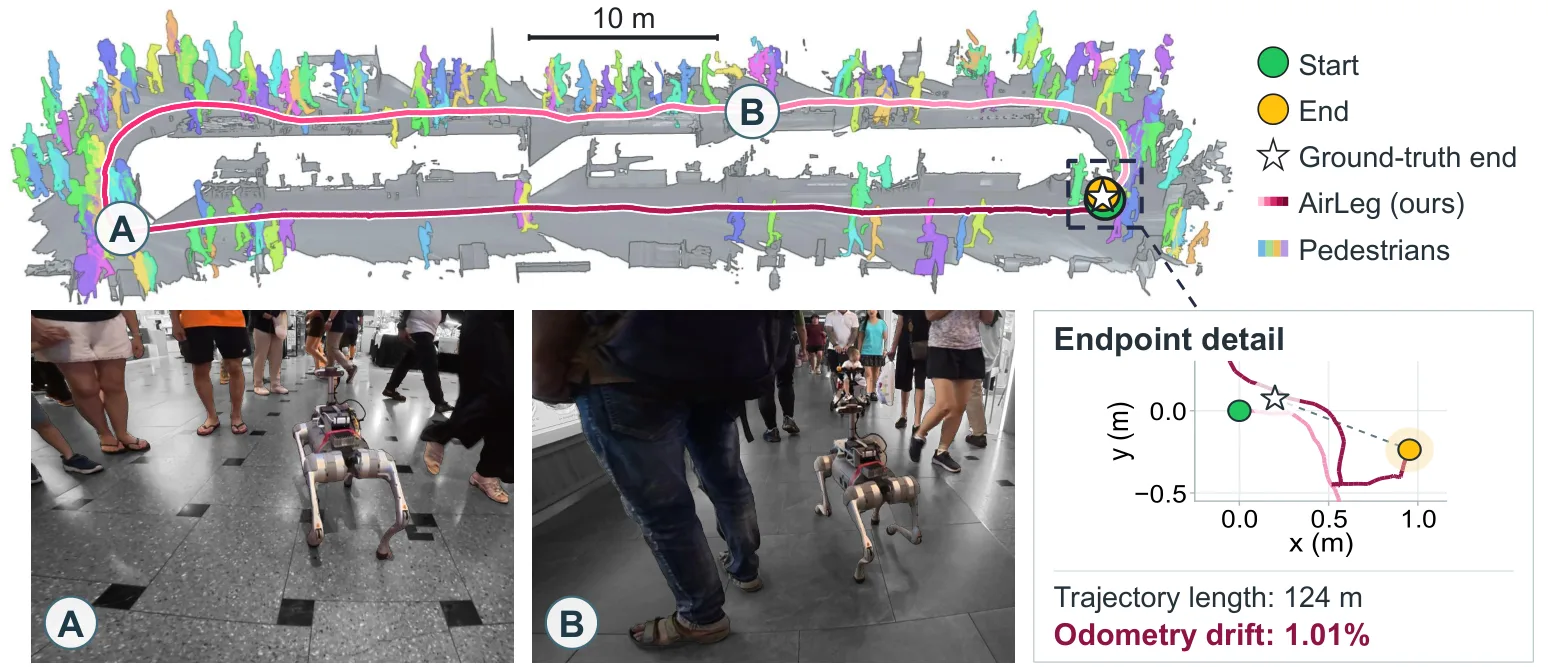 10 m
B
A
Start
End
Ground-truth end
AirLeg (ours)
Pedestrians
A
B
Endpoint detail
y (m)
0.0
−0.5
0.0 0.5 1.0
x (m)
Trajectory length: 124 m
Odometry drift: 1.01%